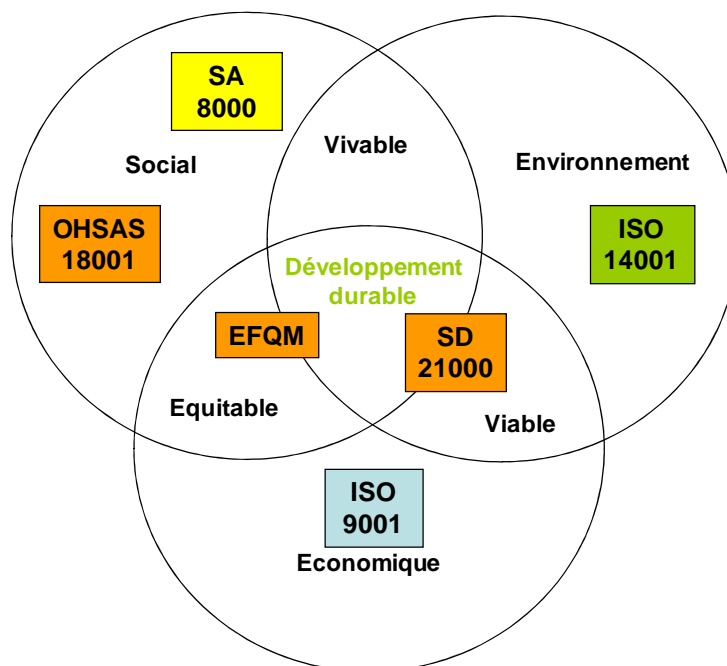 SA
8000
Vivable
Social
Environnement
OHSAS
18001
ISO
14001
Développement
durable
EFQM
SD
21000
Equitable
Viable
ISO
9001
Economique